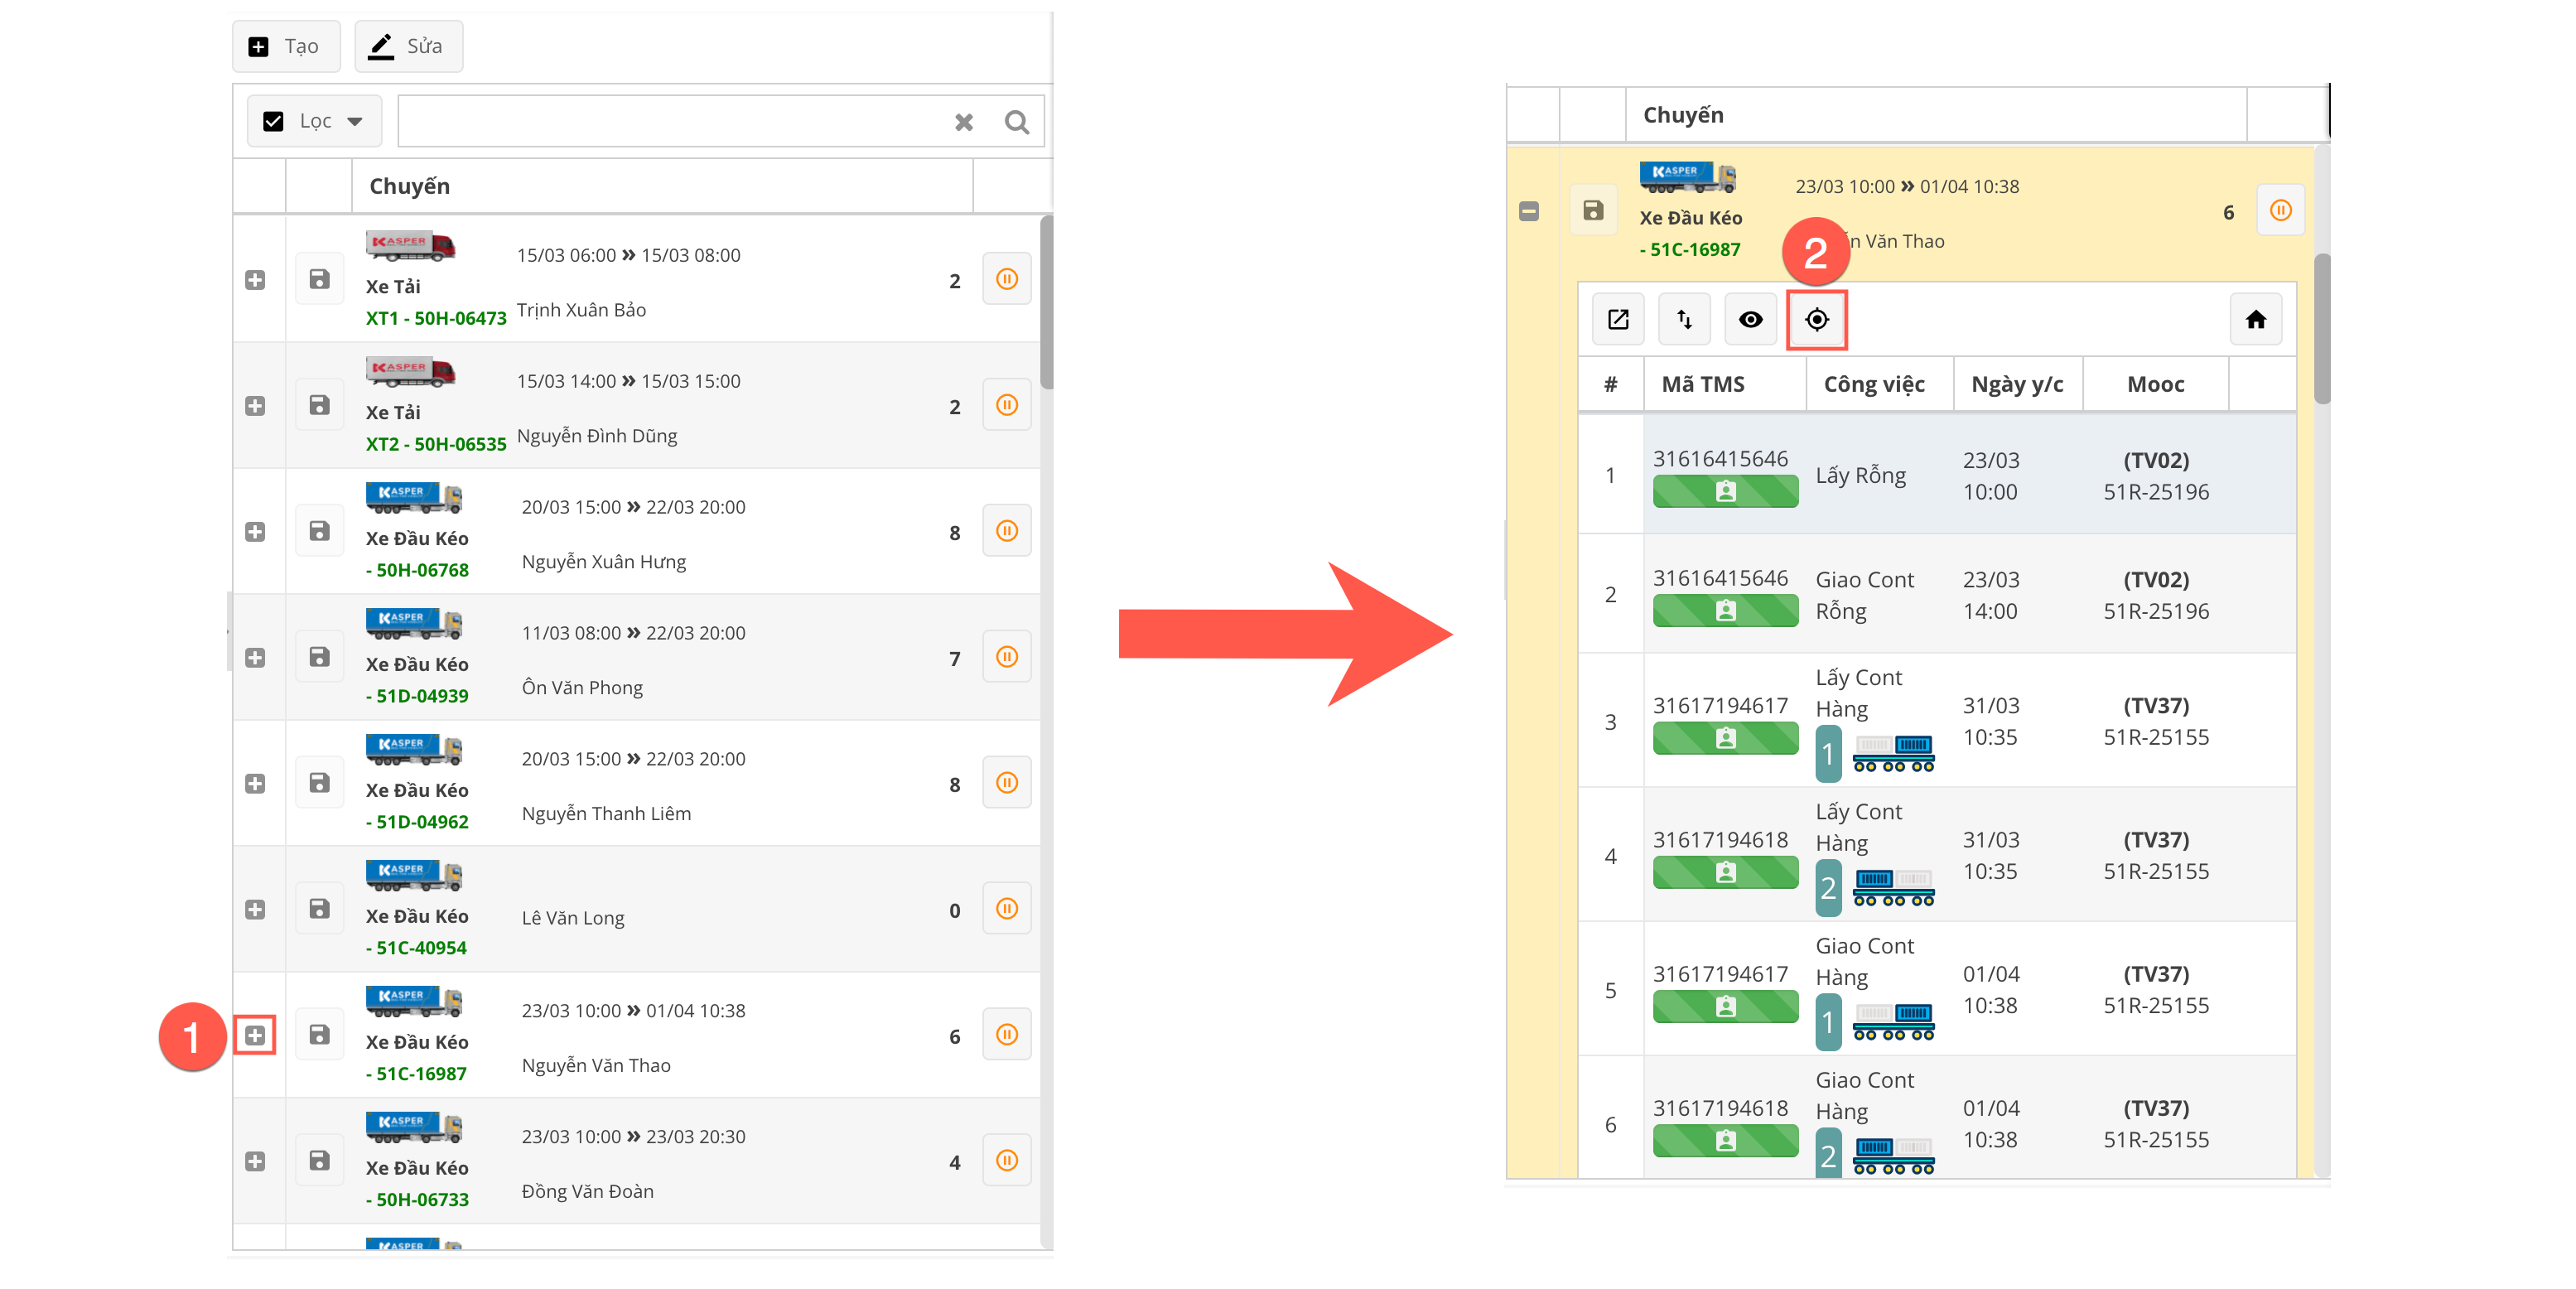 Tạo Sửa
Lọc
Chuyến
KASPER
Xe Tải
XT1 - 50H-06473
15/03 06:00 » 15/03 08:00
Trịnh Xuân Bảo
2
KASPER
Xe Tải
XT2 - 50H-06535
15/03 14:00 » 15/03 15:00
Nguyễn Đình Dũng
2
KASPER
Xe Đầu Kéo
- 50H-06768
20/03 15:00 » 22/03 20:00
Nguyễn Xuân Hưng
8
KASPER
Xe Đầu Kéo
- 51D-04939
11/03 08:00 » 22/03 20:00
Ôn Văn Phong
7
KASPER
Xe Đầu Kéo
- 51D-04962
20/03 15:00 » 22/03 20:00
Nguyễn Thanh Liêm
8
KASPER
Xe Đầu Kéo
- 51C-40954
Lê Văn Long
0
1
KASPER
Xe Đầu Kéo
- 51C-16987
23/03 10:00 » 01/04 10:38
Nguyễn Văn Thao
6
KASPER
Xe Đầu Kéo
- 50H-06733
23/03 10:00 » 23/03 20:30
Đồng Văn Đoàn
4
KASPER
Chuyến
KASPER
Xe Đầu Kéo
- 51C-16987
23/03 10:00 » 01/04 10:38
Văn Thao
6
2
# Mã TMS Công việc Ngày y/c Mooc
1
31616415646
Lấy Rỗng
23/03
10:00
(TV02)
51R-25196
2
31616415646
Giao Cont
Rỗng
23/03
14:00
(TV02)
51R-25196
3
31617194617
Lấy Cont
Hàng
1
31/03
10:35
(TV37)
51R-25155
4
31617194618
Lấy Cont
Hàng
2
31/03
10:35
(TV37)
51R-25155
5
31617194617
Giao Cont
Hàng
1
01/04
10:38
(TV37)
51R-25155
6
31617194618
Giao Cont
Hàng
2
01/04
10:38
(TV37)
51R-25155